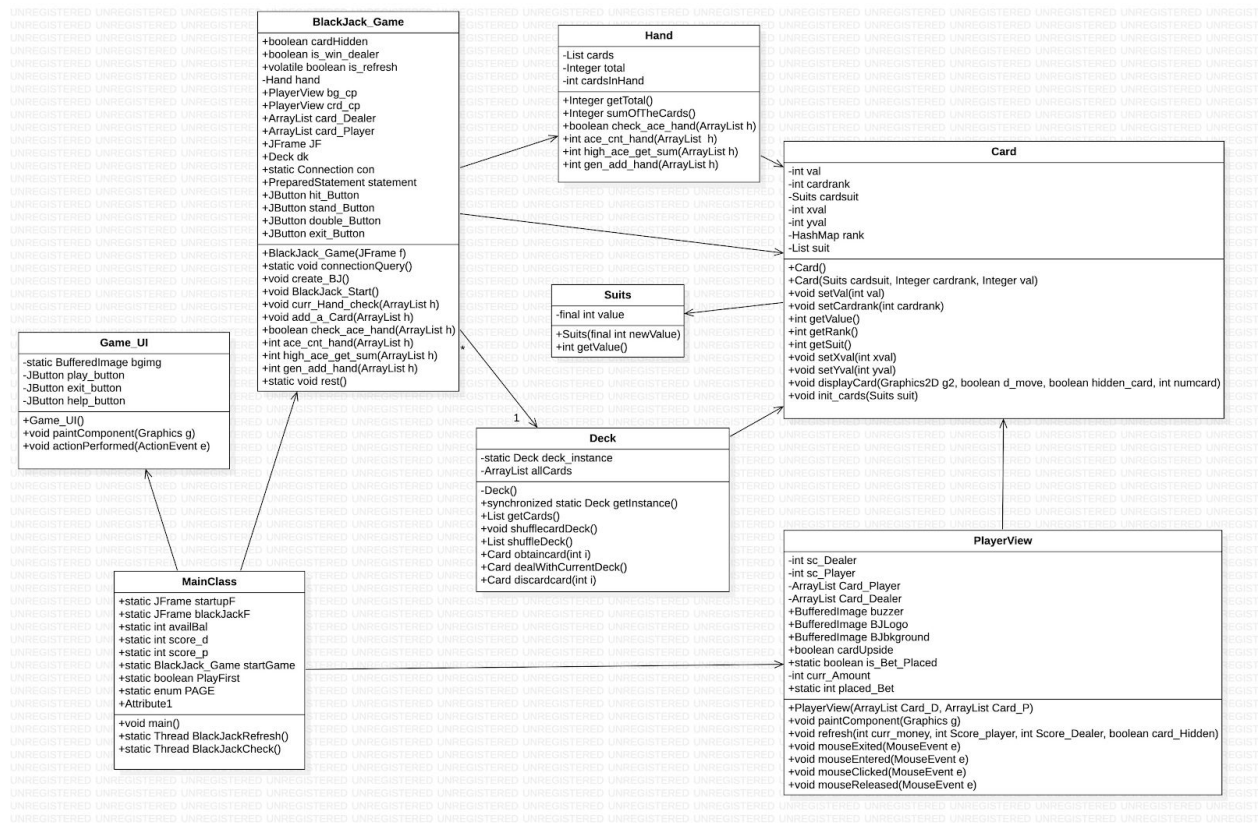 BlackJack_Game
+boolean cardHidden
+boolean is_win_dealer
+volatile boolean is_refresh
-Hand hand
+PlayerView bg_cp
+PlayerView crd_cp
+ArrayList card_Dealer
+ArrayList card_Player
+JFrame JF
+Deck dk
+static Connection con
+PreparedStatement statement
+JButton hit_Button
+JButton stand_Button
+JButton double_Button
+JButton exit_Button
+BlackJack_Game(JFrame f)
+static void connectionQuery()
+void create_BJ()
+void BlackJack_Start()
+void curr_Hand_check(ArrayList h)
+void add_a_Card(ArrayList h)
+boolean check_ace_hand(ArrayList h)
+int ace_cnt_hand(ArrayList h)
+int high_ace_get_sum(ArrayList h)
+int gen_add_hand(ArrayList h)
+static void rest()
Hand
-List cards
-Integer total
-int cardsInHand
+Integer getTotal()
+Integer sumOfTheCards()
+boolean check_ace_hand(ArrayList h)
+int ace_cnt_hand(ArrayList  h)
+int high_ace_get_sum(ArrayList h)
+int gen_add_hand(ArrayList h)
Card
-int val
-int cardrank
-Suits cardsuit
-int xval
-int yval
-HashMap rank
-List suit
+Card()
+Card(Suits cardsuit, Integer cardrank, Integer val)
+void setVal(int val)
+void setCardrank(int cardrank)
+int getValue()
+int getRank()
+int getSuit()
+void setXval(int xval)
+void setYval(int yval)
+void displayCard(Graphics2D g2, boolean d_move, boolean hidden_card, int numcard)
+void init_cards(Suits suit)
Suits
-final int value
+Suits(final int newValue)
+int getValue()
Game_UI
-static BufferedImage bgimg
-JButton play_button
-JButton exit_button
-JButton help_button
+Game_UI()
+void paintComponent(Graphics g)
+void actionPerformed(ActionEvent e)
*
1
Deck
-static Deck deck_instance
-ArrayList allCards
-Deck()
+synchronized static Deck getInstance()
+List getCards()
+void shufflecardDeck()
+List shuffleDeck()
+Card obtaincard(int i)
+Card dealWithCurrentDeck()
+Card discardcard(int i)
MainClass
+static JFrame startupF
+static JFrame blackJackF
+static int availBal
+static int score_d
+static int score_p
+static BlackJack_Game startGame
+static boolean PlayFirst
+static enum PAGE
+Attribute1
+void main()
+static Thread BlackJackRefresh()
+static Thread BlackJackCheck()
PlayerView
-int sc_Dealer
-int sc_Player
-ArrayList Card_Player
-ArrayList Card_Dealer
+BufferedImage buzzer
+BufferedImage BJLogo
+BufferedImage BJbkground
+boolean cardUpside
+static boolean is_Bet_Placed
-int curr_Amount
+static int placed_Bet
+PlayerView(ArrayList Card_D, ArrayList Card_P)
+void paintComponent(Graphics g)
+void refresh(int curr_money, int Score_player, int Score_Dealer, boolean card_Hidden)
+void mouseExited(MouseEvent e)
+void mouseEntered(MouseEvent e)
+void mouseClicked(MouseEvent e)
+void mouseReleased(MouseEvent e)